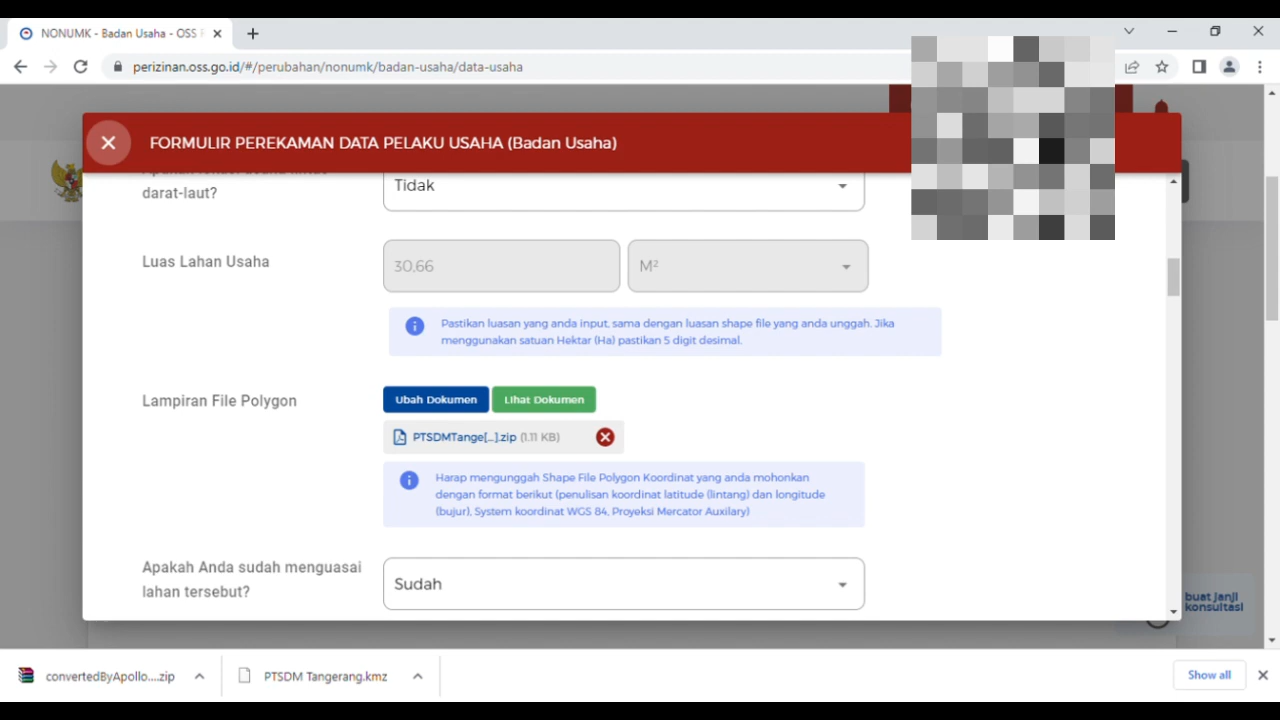 NONUMK - Badan Usaha - OSS
perizinan.oss.go.id/#/perubahan/nonumk/badan-usaha/data-usaha
FORMULIR PEREKAMAN DATA PELAKU USAHA (Badan Usaha)
darat-laut?
Tidak
Luas Lahan Usaha
30,66
M²
Pastikan luasan yang anda input, sama dengan luasan shape file yang anda unggah. Jika
menggunakan satuan Hektar (Ha) pastikan 5 digit desimal.
Lampiran File Polygon
Ubah Dokumen
Lihat Dokumen
PTSDMTange[...].zip (1.11 KB)
Harap mengunggah Shape File Polygon Koordinat yang anda mohonkan
dengan format berikut (penulisan koordinat latitude (lintang) dan longitude
(bujur), System koordinat WGS 84, Proyeksi Mercator Auxilary)
Apakah Anda sudah menguasai
lahan tersebut?
Sudah
buat janji
konsultasi
convertedByApollo....zip
PTSDM Tangerang.kmz
Show all